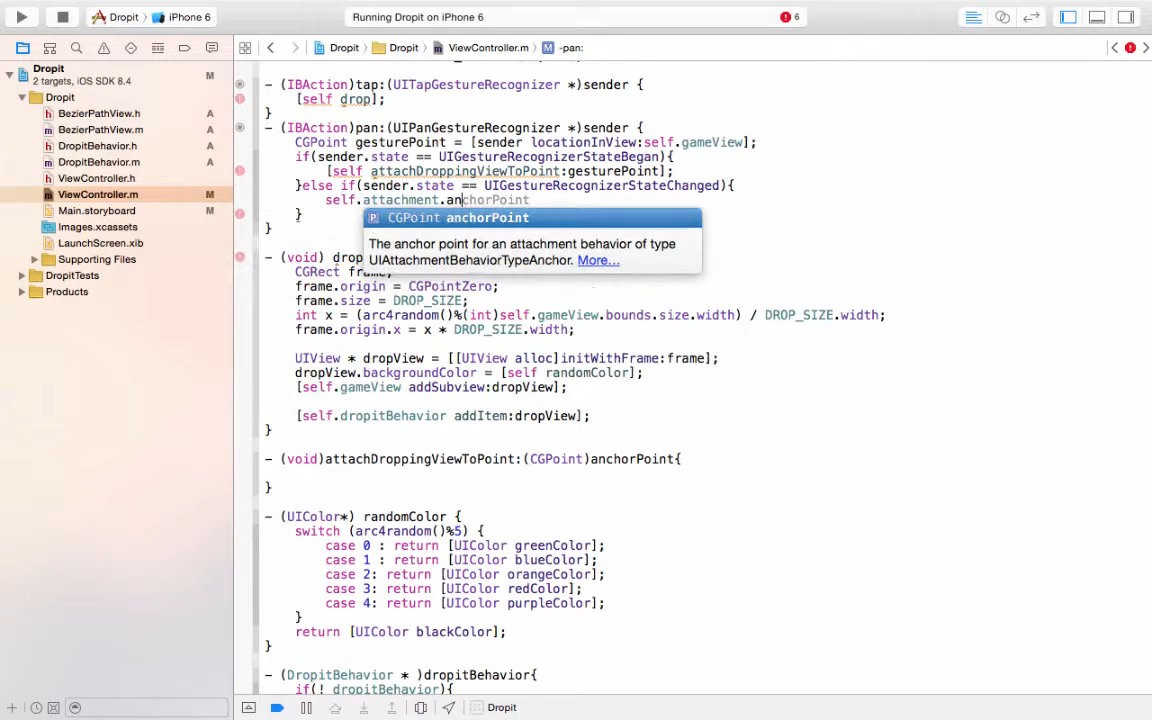 Dropit iPhone 6 Running Dropit on iPhone 6 6
Dropit Dropit ViewController.m M -pan:
Dropit M
2 targets, iOS SDK 8.4
Dropit
BezierPathView.h A
BezierPathView.m A
DropitBehavior.h A
DropitBehavior.m A
ViewController.h
ViewController.m M
Main.storyboard M
Images.xcassets
LaunchScreen.xib
Supporting Files
DropitTests
Products
- (IBAction)tap:(UITapGestureRecognizer *)sender {
[self drop];
}
- (IBAction)pan:(UIPanGestureRecognizer *)sender {
CGPoint gesturePoint = [sender locationInView:self.gameView];
if(sender.state == UIGestureRecognizerStateBegan){
[self attachDroppingViewToPoint:gesturePoint];
}else if(sender.state == UIGestureRecognizerStateChanged){
self.attachment.anchorPoint
}
}
P CGPoint anchorPoint
The anchor point for an attachment behavior of type
UIAttachmentBehaviorTypeAnchor. More...
- (void) drop
CGRect frame;
frame.origin = CGPointZero;
frame.size = DROP_SIZE;
int x = (arc4random()%(int)self.gameView.bounds.size.width) / DROP_SIZE.width;
frame.origin.x = x * DROP_SIZE.width;
UIView * dropView = [[UIView alloc]initWithFrame:frame];
dropView.backgroundColor = [self randomColor];
[self.gameView addSubview:dropView];
[self.dropitBehavior addItem:dropView];
}
- (void)attachDroppingViewToPoint:(CGPoint)anchorPoint{
}
- (UIColor*) randomColor {
switch (arc4random()%5) {
case 0 : return [UIColor greenColor];
case 1 : return [UIColor blueColor];
case 2: return [UIColor orangeColor];
case 3: return [UIColor redColor];
case 4: return [UIColor purpleColor];
}
return [UIColor blackColor];
}
- (DropitBehavior * )dropitBehavior{
if(!_dropitBehavior){
Dropit